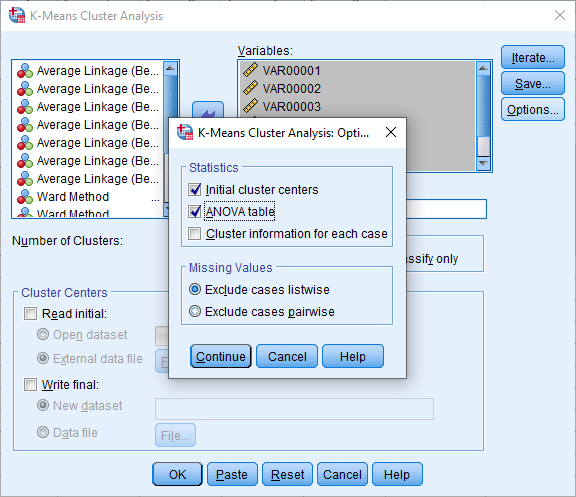 K-Means Cluster Analysis
Variables:
Average Linkage (Be...
Average Linkage (Be...
Average Linkage (Be...
Average Linkage (Be...
Average Linkage (Be...
Average Linkage (Be...
Average Linkage (Be...
Ward Method ...
Ward Method
VAR00001
VAR00002
VAR00003
Iterate...
Save...
Options...
K-Means Cluster Analysis: Opti...
Statistics
Initial cluster centers
ANOVA table
Cluster information for each case
Missing Values
Exclude cases listwise
Exclude cases pairwise
Continue Cancel Help
Number of Clusters:
assify only
Cluster Centers
Read initial:
Open dataset
External data file
Write final:
New dataset
Data file File...
OK Paste Reset Cancel Help